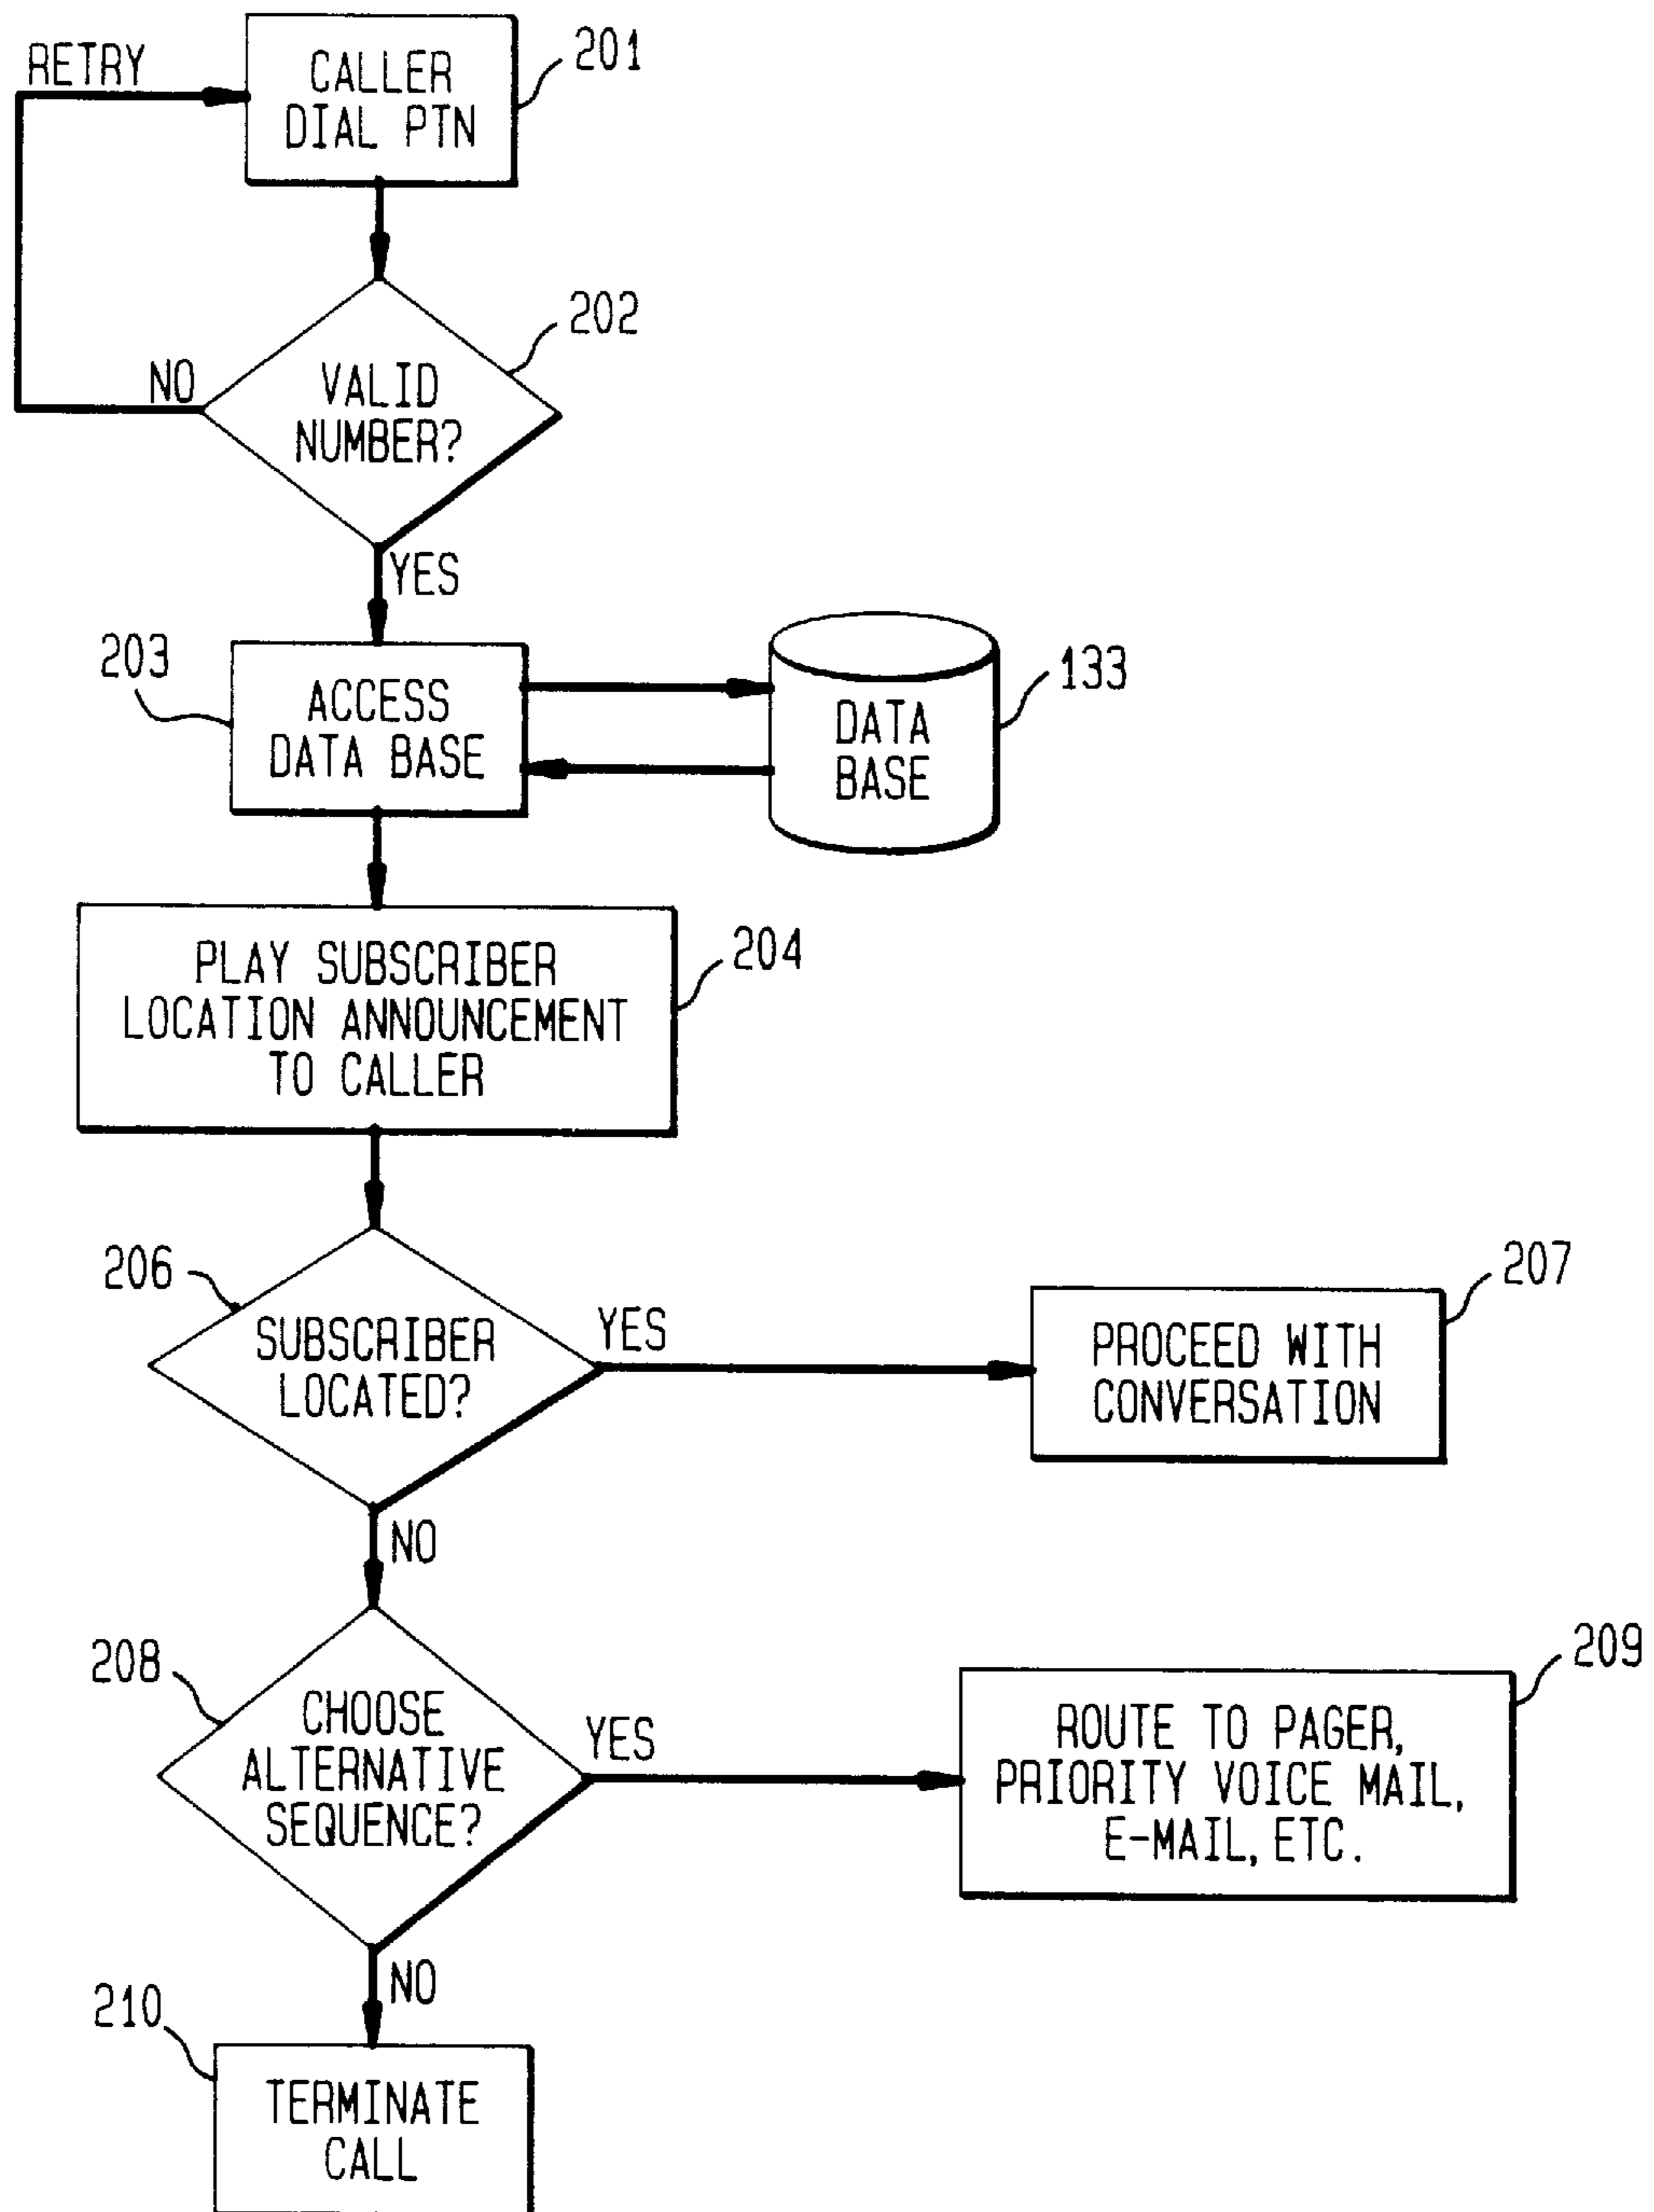 RETRY
CALLER
DIAL PTN
201
202
NO
VALID
NUMBER?
YES
203
ACCESS
DATA BASE
DATA
BASE
133
PLAY SUBSCRIBER
LOCATION ANNOUNCEMENT
TO CALLER
204
206
SUBSCRIBER
LOCATED?
YES
PROCEED WITH
CONVERSATION
207
NO
208
CHOOSE
ALTERNATIVE
SEQUENCE?
YES
ROUTE TO PAGER,
PRIORITY VOICE MAIL,
E-MAIL, ETC.
209
NO
210
TERMINATE
CALL